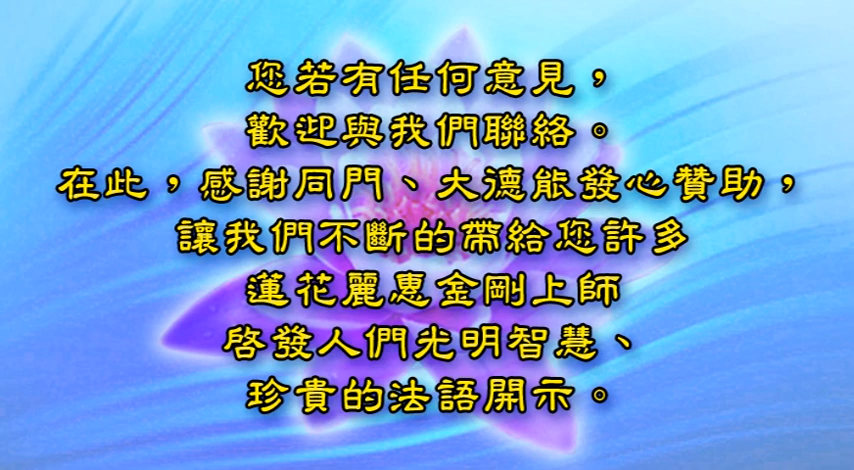 您若有任何意見，
歡迎與我們聯絡。
在此，感謝同門、大德能發心贊助，
讓我們不斷的帶給您許多
蓮花麗惠金剛上師
啓發人們光明智慧、
珍貴的法語開示。